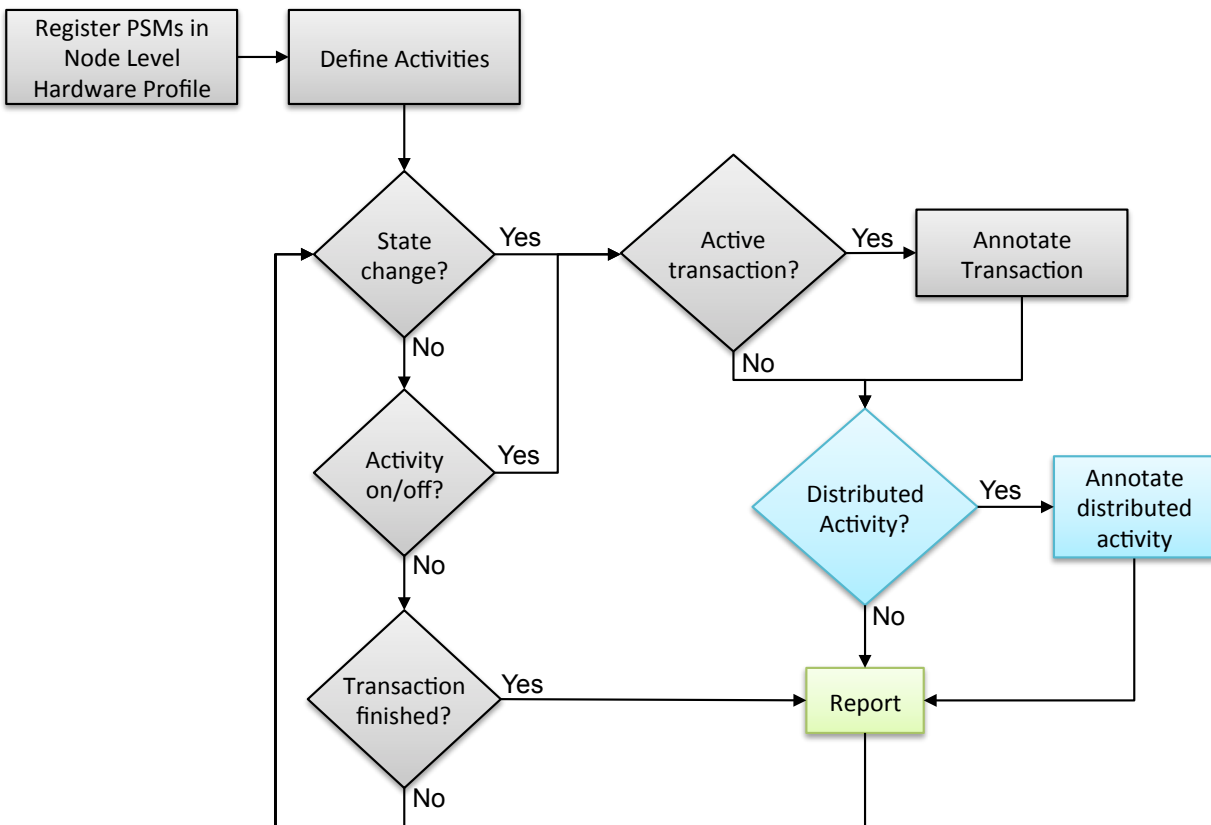 Register PSMs in
Node Level
Hardware Profile
Define Activities
State
change?
Yes
No
Active
transaction?
Yes
No
Annotate
Transaction
Activity
on/off?
Yes
No
Distributed
Activity?
Yes
No
Annotate
distributed
activity
Transaction
finished?
Yes
No
Report